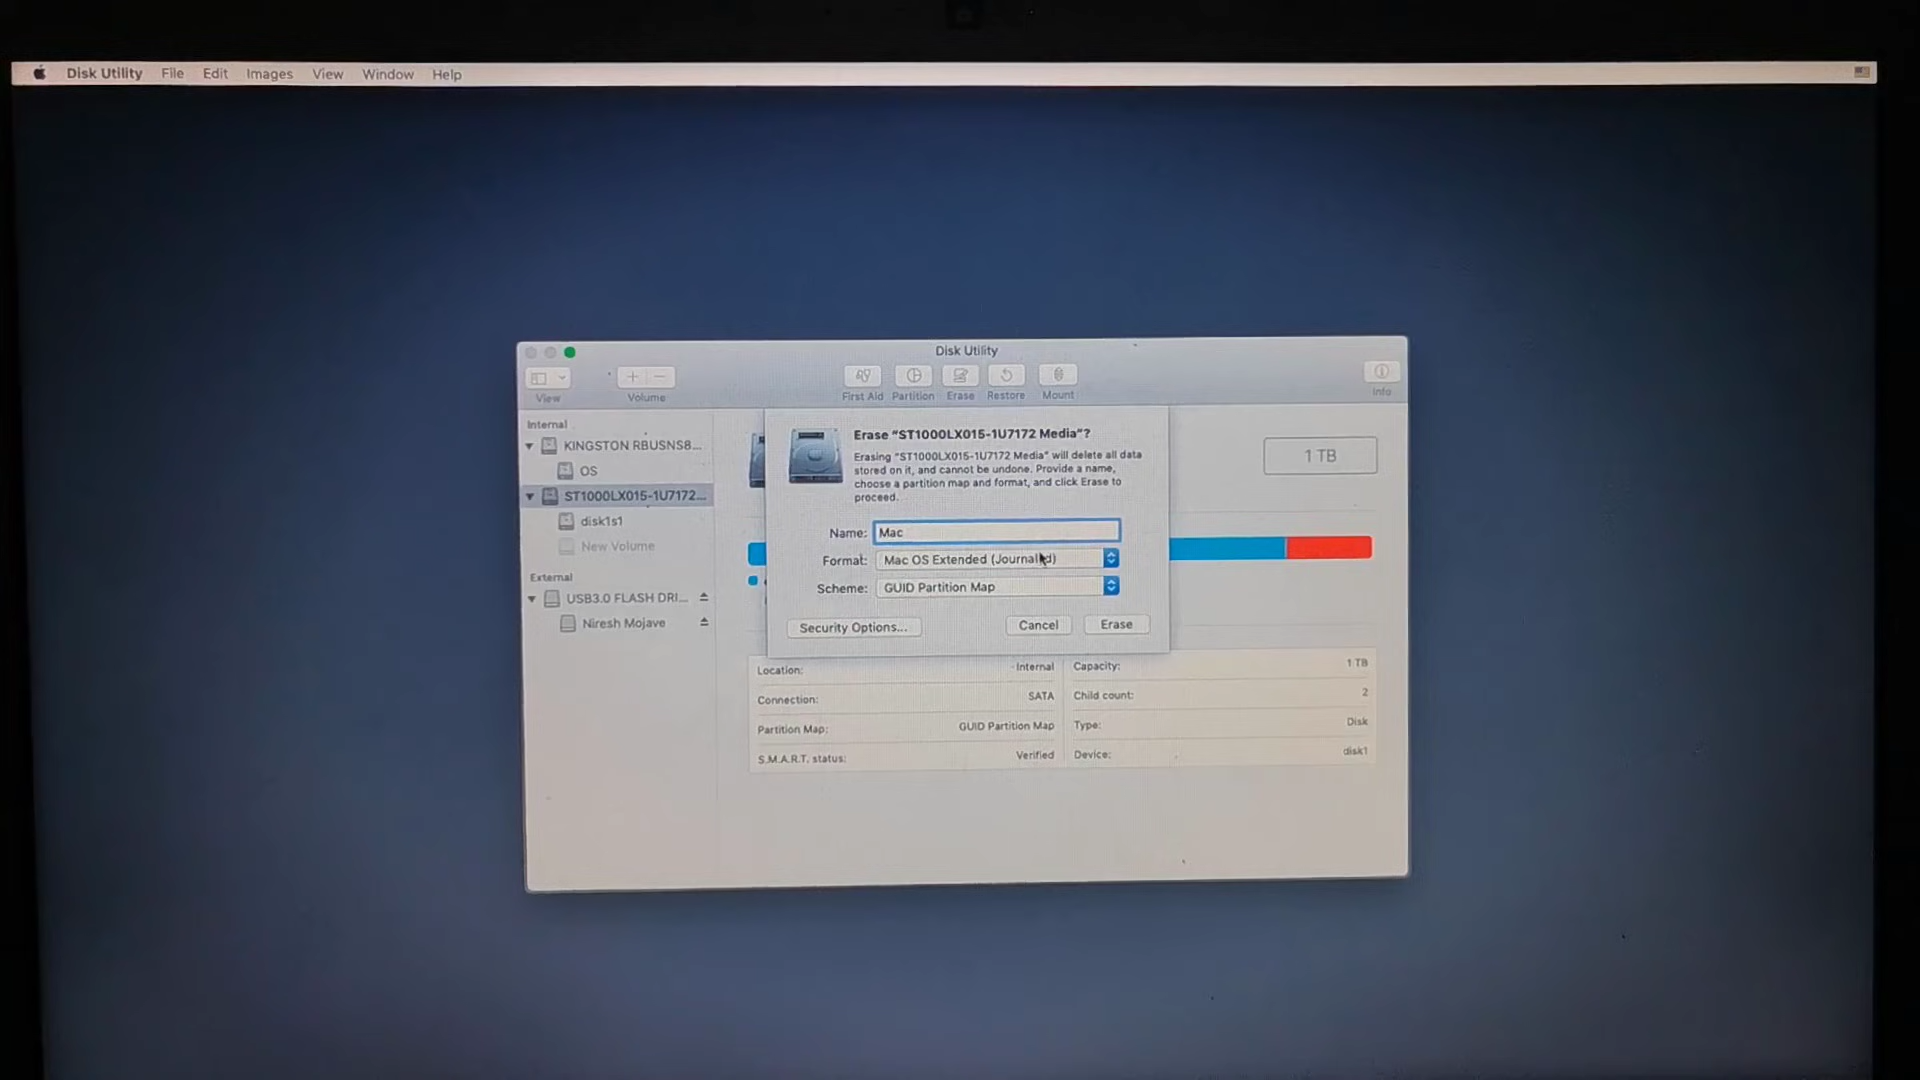 Disk Utility File Edit Images View Window Help
Disk Utility
View Volume First Aid Partition Erase Restore Mount Info
Internal
KINGSTON RBUSNS8...
OS
ST1000LX015-1U7172...
disk1s1
New Volume
External
USB3.0 FLASH DRI...
Niresh Mojave
1 TB
Erase “ST1000LX015-1U7172 Media”?
Erasing “ST1000LX015-1U7172 Media” will delete all data
stored on it, and cannot be undone. Provide a name,
choose a partition map and format, and click Erase to
proceed.
Name: Mac
Format: Mac OS Extended (Journaled)
Scheme: GUID Partition Map
Security Options... Cancel Erase
Location: Internal Capacity: 1 TB
Connection: SATA Child count: 2
Partition Map: GUID Partition Map Type: Disk
S.M.A.R.T. status: Verified Device: disk1